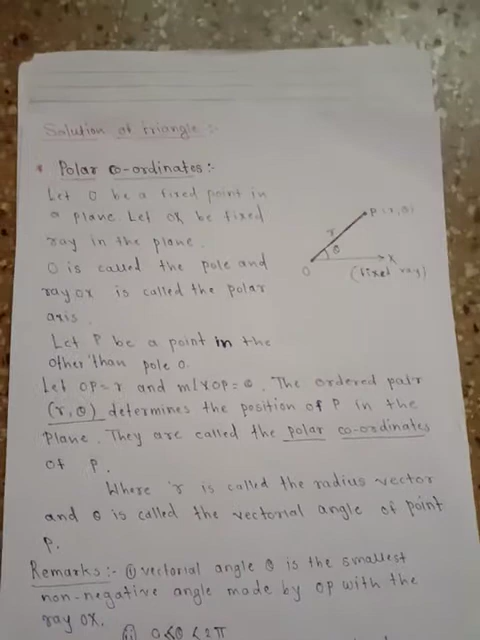 Solution of triangle :-
* Polar co-ordinates :-
Let O be a fixed point in
a plane. Let OX be fixed
ray in the plane.
O is called the pole and
ray OX is called the polar
axis.
P (r, θ)
r
θ
O
X
(fixed ray)
Let P be a point in the
other than pole O.
Let OP = r and m∠XOP = θ. The ordered pair
(r, θ) determines the position of P in the
plane. They are called the polar co-ordinates
of P.
Where 'r is called the radius vector
and θ is called the vectorial angle of point
P.
Remarks :- (i) vectorial angle θ is the smallest
non-negative angle made by OP with the
ray OX.
(ii) 0 ≤ θ < 2π